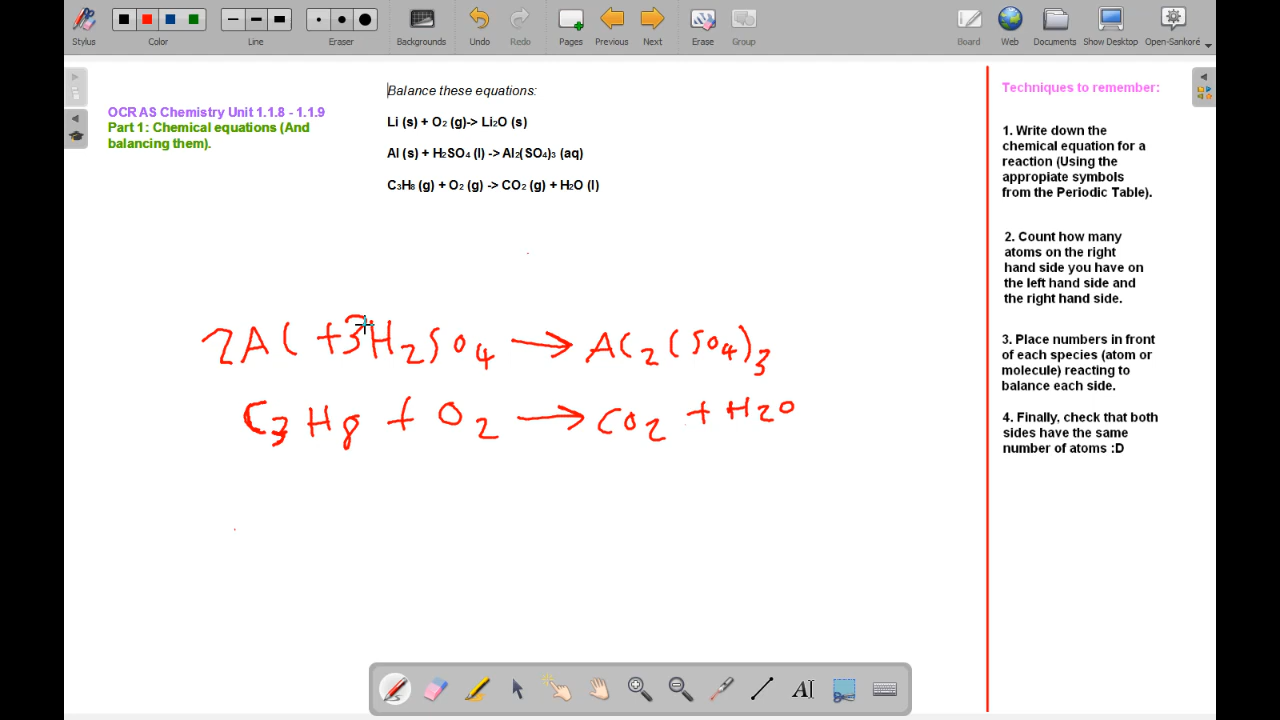 Stylus Color Line Eraser Backgrounds Undo Redo Pages Previous Next Erase Group Board Web Documents Show Desktop Open-Sankoré
OCR AS Chemistry Unit 1.1.8 - 1.1.9
Part 1: Chemical equations (And
balancing them).
Balance these equations:
Li (s) + O₂ (g)-> Li₂O (s)
Al (s) + H₂SO₄ (l) -> Al₂(SO₄)₃ (aq)
C₃H₈ (g) + O₂ (g) -> CO₂ (g) + H₂O (l)
2Al + 3H₂SO₄ → Al₂(SO₄)₃
C₃H₈ + O₂ → CO₂ + H₂O
Techniques to remember:
1. Write down the
chemical equation for a
reaction (Using the
appropiate symbols
from the Periodic Table).
2. Count how many
atoms on the right
hand side you have on
the left hand side and
the right hand side.
3. Place numbers in front
of each species (atom or
molecule) reacting to
balance each side.
4. Finally, check that both
sides have the same
number of atoms :D